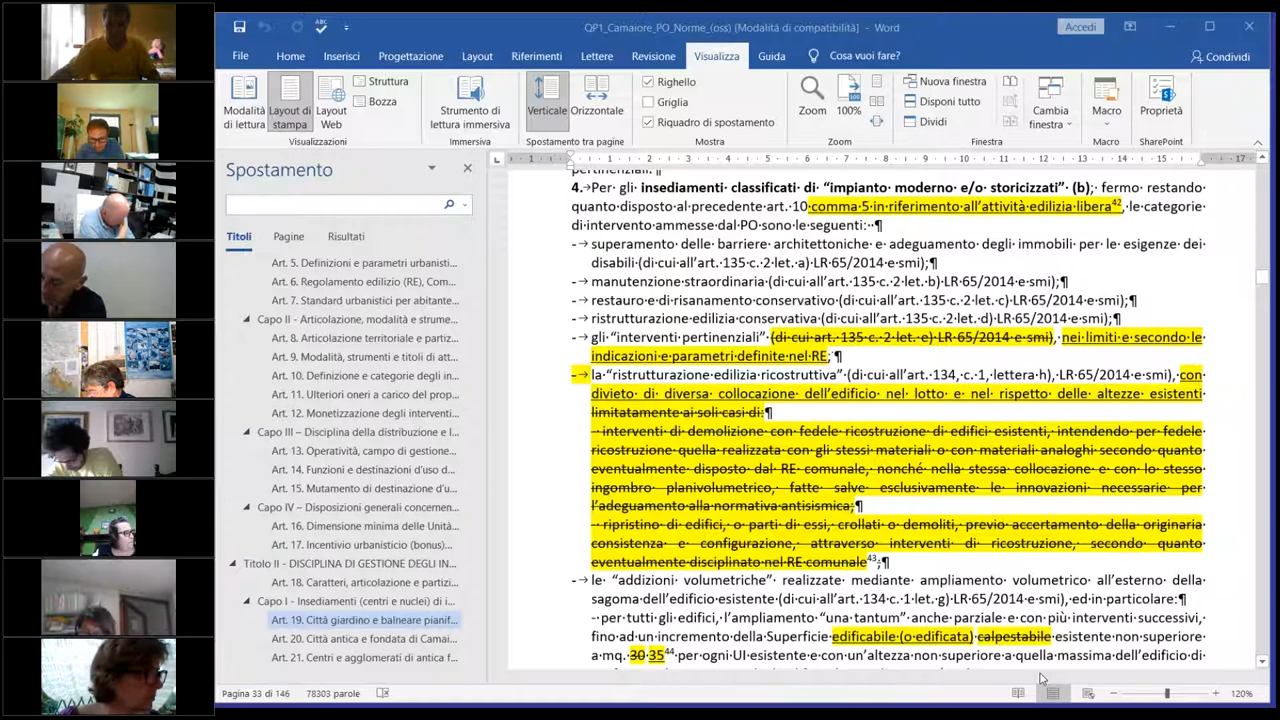 ABC
QP1_Camaiore_PO_Norme_(oss) [Modalità di compatibilità] - Word
Accedi
File Home Inserisci Progettazione Layout Riferimenti Lettere Revisione Visualizza Guida Cosa vuoi fare? Condividi
Modalità di lettura
Layout di stampa
Layout Web
Struttura
Bozza
Visualizzazioni
Strumento di lettura immersiva
Immersiva
Verticale
Orizzontale
Spostamento tra pagine
Righello
Griglia
Riquadro di spostamento
Mostra
Zoom
100%
Zoom
Nuova finestra
Disponi tutto
Dividi
Cambia finestra
Finestra
Macro
Macro
Proprietà
SharePoint
Spostamento
Titoli Pagine Risultati
Art. 5. Definizioni e parametri urbanisti...
Art. 6. Regolamento edilizio (RE), Com...
Art. 7. Standard urbanistici per abitante...
Capo II - Articolazione, modalità e strume...
Art. 8. Articolazione territoriale e partiz...
Art. 9. Modalità, strumenti e titoli di att...
Art. 10. Definizione e categorie degli in...
Art. 11. Ulteriori oneri a carico del prop...
Art. 12. Monetizzazione degli interventi...
Capo III – Disciplina della distribuzione e l...
Art. 13. Operatività, campo di gestione...
Art. 14. Funzioni e destinazioni d'uso d...
Art. 15. Mutamento di destinazione d'u...
Capo IV – Disposizioni generali concernen...
Art. 16. Dimensione minima delle Unità...
Art. 17. Incentivio urbanisticio (bonus)...
Titolo II - DISCIPLINA DI GESTIONE DEGLI IN...
Art. 18. Caratteri, articolazione e partizi...
Capo I - Insediamenti (centri e nuclei) di i...
Art. 19. Città giardino e balneare pianif...
Art. 20. Città antica e fondata di Camai...
Art. 21. Centri e agglomerati di antica f...
1 1 2 3 4 5 6 7 8 9 10 11 12 13 14 15 17
pertinenziali. ¶
4.→Per gli insediamenti classificati di “impianto moderno e/o storicizzati” (b); fermo restando
quanto disposto al precedente art. 10 comma 5 in riferimento all’attività edilizia libera42, le categorie
di intervento ammesse dal PO sono le seguenti: ¶
-→superamento delle barriere architettoniche e adeguamento degli immobili per le esigenze dei
disabili (di cui all’art. 135 c. 2 let. a) LR 65/2014 e smi);¶
-→manutenzione straordinaria (di cui all’art. 135 c. 2 let. b) LR 65/2014 e smi);¶
-→restauro e di risanamento conservativo (di cui all’art. 135 c. 2 let. c) LR 65/2014 e smi);¶
-→ristrutturazione edilizia conservativa (di cui all’art. 135 c. 2 let. d) LR 65/2014 e smi);¶
-→gli “interventi pertinenziali” (di cui all’art. 135 c. 2 let. e) LR 65/2014 e smi), nei limiti e secondo le
indicazioni e parametri definite nel RE; ¶
-→la “ristrutturazione edilizia ricostruttiva” (di cui all’art. 134, c. 1, lettera h), LR 65/2014 e smi), con
divieto di diversa collocazione dell’edificio nel lotto e nel rispetto delle altezze esistenti
limitatamente ai soli casi di:¶
- interventi di demolizione con fedele ricostruzione di edifici esistenti, intendendo per fedele
ricostruzione quella realizzata con gli stessi materiali o con materiali analoghi secondo quanto
eventualmente disposto dal RE comunale, nonché nella stessa collocazione e con lo stesso
ingombro planivolumetrico, fatte salve esclusivamente le innovazioni necessarie per
l’adeguamento alla normativa antisismica;¶
- ripristino di edifici, o parti di essi, crollati o demoliti, previo accertamento della originaria
consistenza e configurazione, attraverso interventi di ricostruzione, secondo quanto
eventualmente disciplinato nel RE comunale43;¶
-→le “addizioni volumetriche” realizzate mediante ampliamento volumetrico all’esterno della
sagoma dell’edificio esistente (di cui all’art. 134 c. 1 let. g) LR 65/2014 e smi), ed in particolare:¶
- per tutti gli edifici, l’ampliamento “una tantum” anche parziale e con più interventi successivi,
fino ad un incremento della Superficie edificabile (o edificata) calpestabile esistente non superiore
a mq. 30 3544 per ogni UI esistente e con un’altezza non superiore a quella massima dell’edificio di
Pagina 33 di 146 78303 parole 120%